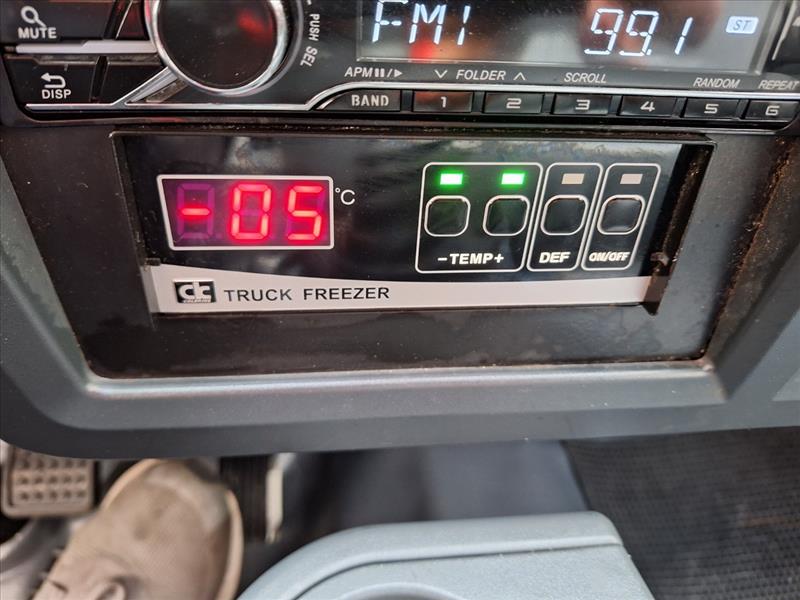 MUTE
PUSH SEL
FM1 99.1 ST
DISP
APM FOLDER SCROLL RANDOM REPEAT
BAND 1 2 3 4 5 6
-05 °C
-TEMP+ DEF ON/OFF
TRUCK FREEZER